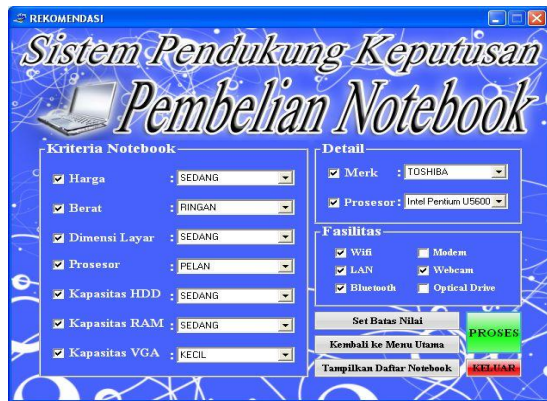 REKOMENDASI
Sistem Pendukung Keputusan
Pembelian Notebook
Kriteria Notebook
Harga : SEDANG
Berat : RINGAN
Dimensi Layar : SEDANG
Prosesor : PELAN
Kapasitas HDD : SEDANG
Kapasitas RAM : SEDANG
Kapasitas VGA : KECIL
Detail
Merk : TOSHIBA
Prosesor : Intel Pentium U5600
Fasilitas
Wifi Modem
LAN Webcam
Bluetooth Optical Drive
Set Batas Nilai
Kembali ke Menu Utama
Tampilkan Daftar Notebook
PROSES
KELUAR